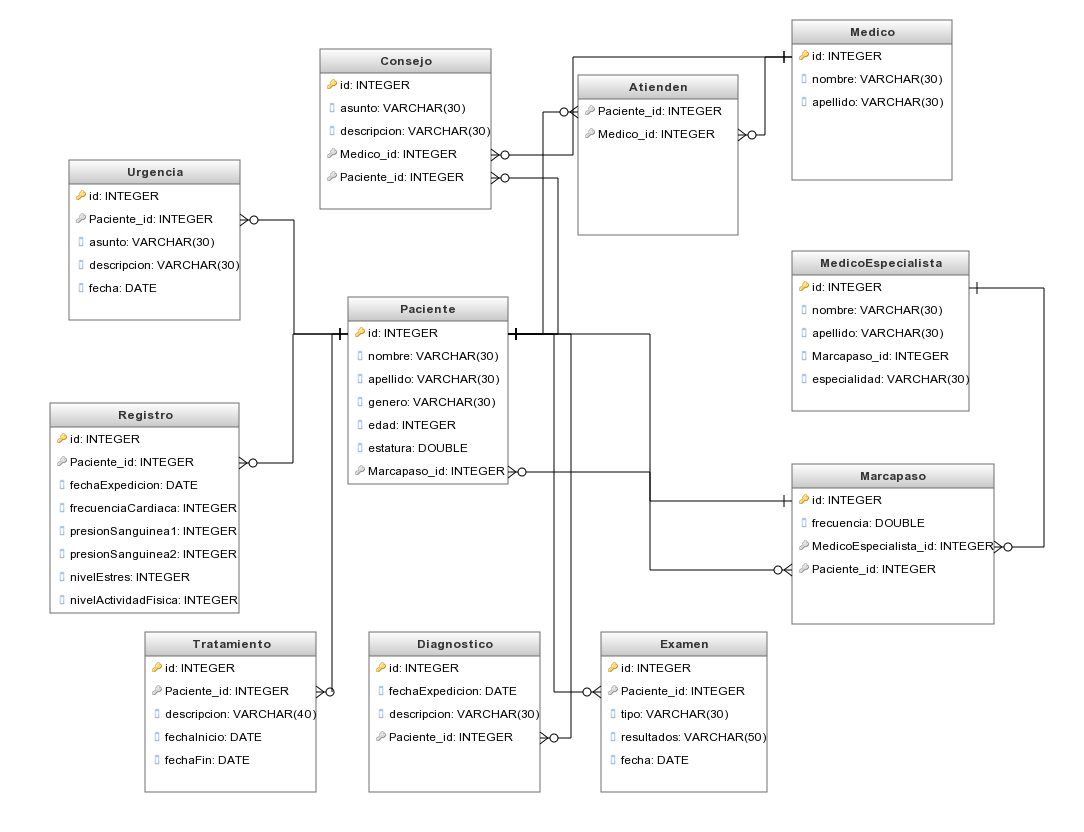 Medico
id: INTEGER
nombre: VARCHAR(30)
apellido: VARCHAR(30)
Consejo
id: INTEGER
asunto: VARCHAR(30)
descripcion: VARCHAR(30)
Medico_id: INTEGER
Paciente_id: INTEGER
Atienden
Paciente_id: INTEGER
Medico_id: INTEGER
Urgencia
id: INTEGER
Paciente_id: INTEGER
asunto: VARCHAR(30)
descripcion: VARCHAR(30)
fecha: DATE
MedicoEspecialista
id: INTEGER
nombre: VARCHAR(30)
apellido: VARCHAR(30)
Marcapaso_id: INTEGER
especialidad: VARCHAR(30)
Paciente
id: INTEGER
nombre: VARCHAR(30)
apellido: VARCHAR(30)
genero: VARCHAR(30)
edad: INTEGER
estatura: DOUBLE
Marcapaso_id: INTEGER
Registro
id: INTEGER
Paciente_id: INTEGER
fechaExpedicion: DATE
frecuenciaCardiaca: INTEGER
presionSanguinea1: INTEGER
presionSanguinea2: INTEGER
nivelEstres: INTEGER
nivelActividadFisica: INTEGER
Marcapaso
id: INTEGER
frecuencia: DOUBLE
MedicoEspecialista_id: INTEGER
Paciente_id: INTEGER
Tratamiento
id: INTEGER
Paciente_id: INTEGER
descripcion: VARCHAR(40)
fechaInicio: DATE
fechaFin: DATE
Diagnostico
id: INTEGER
fechaExpedicion: DATE
descripcion: VARCHAR(30)
Paciente_id: INTEGER
Examen
id: INTEGER
Paciente_id: INTEGER
tipo: VARCHAR(30)
resultados: VARCHAR(50)
fecha: DATE